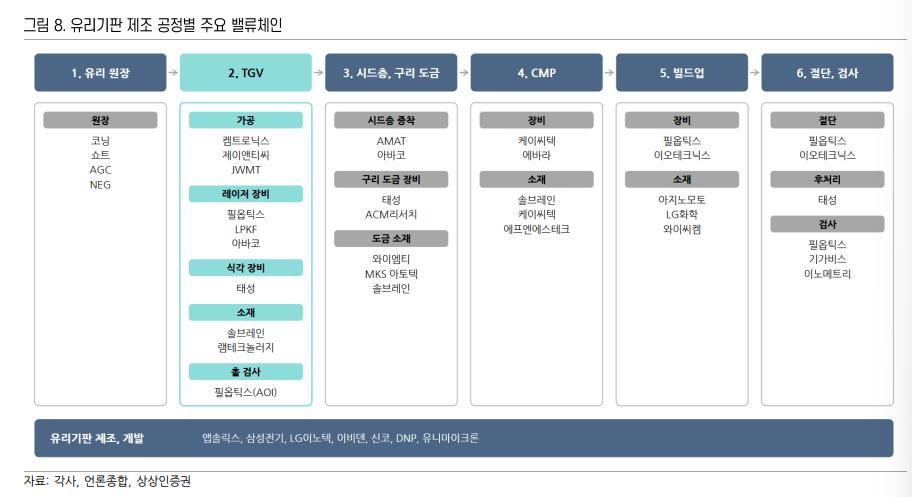 그림 8. 유리기판 제조 공정별 주요 밸류체인
1. 유리 원장
원장
코닝
쇼트
AGC
NEG
2. TGV
가공
켐트로닉스
제이앤티씨
JWMT
레이저 장비
필옵틱스
LPKF
아바코
식각 장비
태성
소재
솔브레인
램테크놀러지
홀 검사
필옵틱스(AOI)
3. 시드층, 구리 도금
시드층 증착
AMAT
아바코
구리 도금 장비
태성
ACM리서치
도금 소재
와이엠티
MKS 아토텍
솔브레인
4. CMP
장비
케이씨텍
에바라
소재
솔브레인
케이씨텍
에프엔에스테크
5. 빌드업
장비
필옵틱스
이오테크닉스
소재
아지노모토
LG화학
와이씨켐
6. 절단, 검사
절단
필옵틱스
이오테크닉스
후처리
태성
검사
필옵틱스
기가비스
이노메트리
유리기판 제조, 개발
앱솔릭스, 삼성전기, LG이노텍, 이비덴, 신코, DNP, 유니마이크론
자료: 각사, 언론종합, 상상인증권